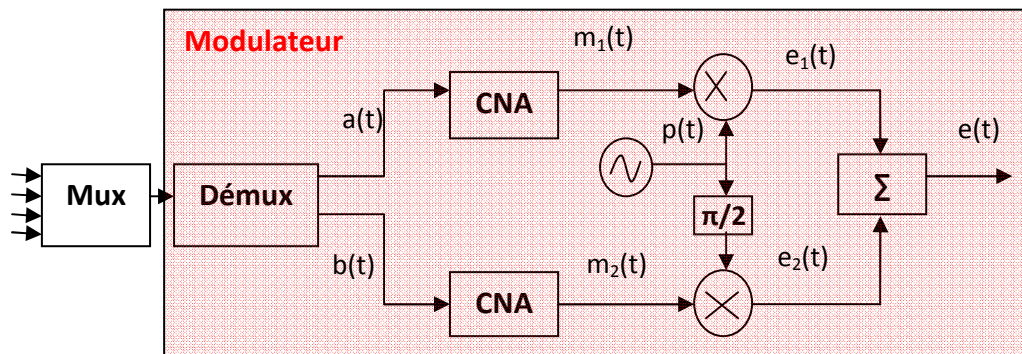 Modulateur
m₁(t)
e₁(t)
CNA
a(t)
p(t)
e(t)
Mux
Démux
Σ
π/2
b(t)
m₂(t)
e₂(t)
CNA